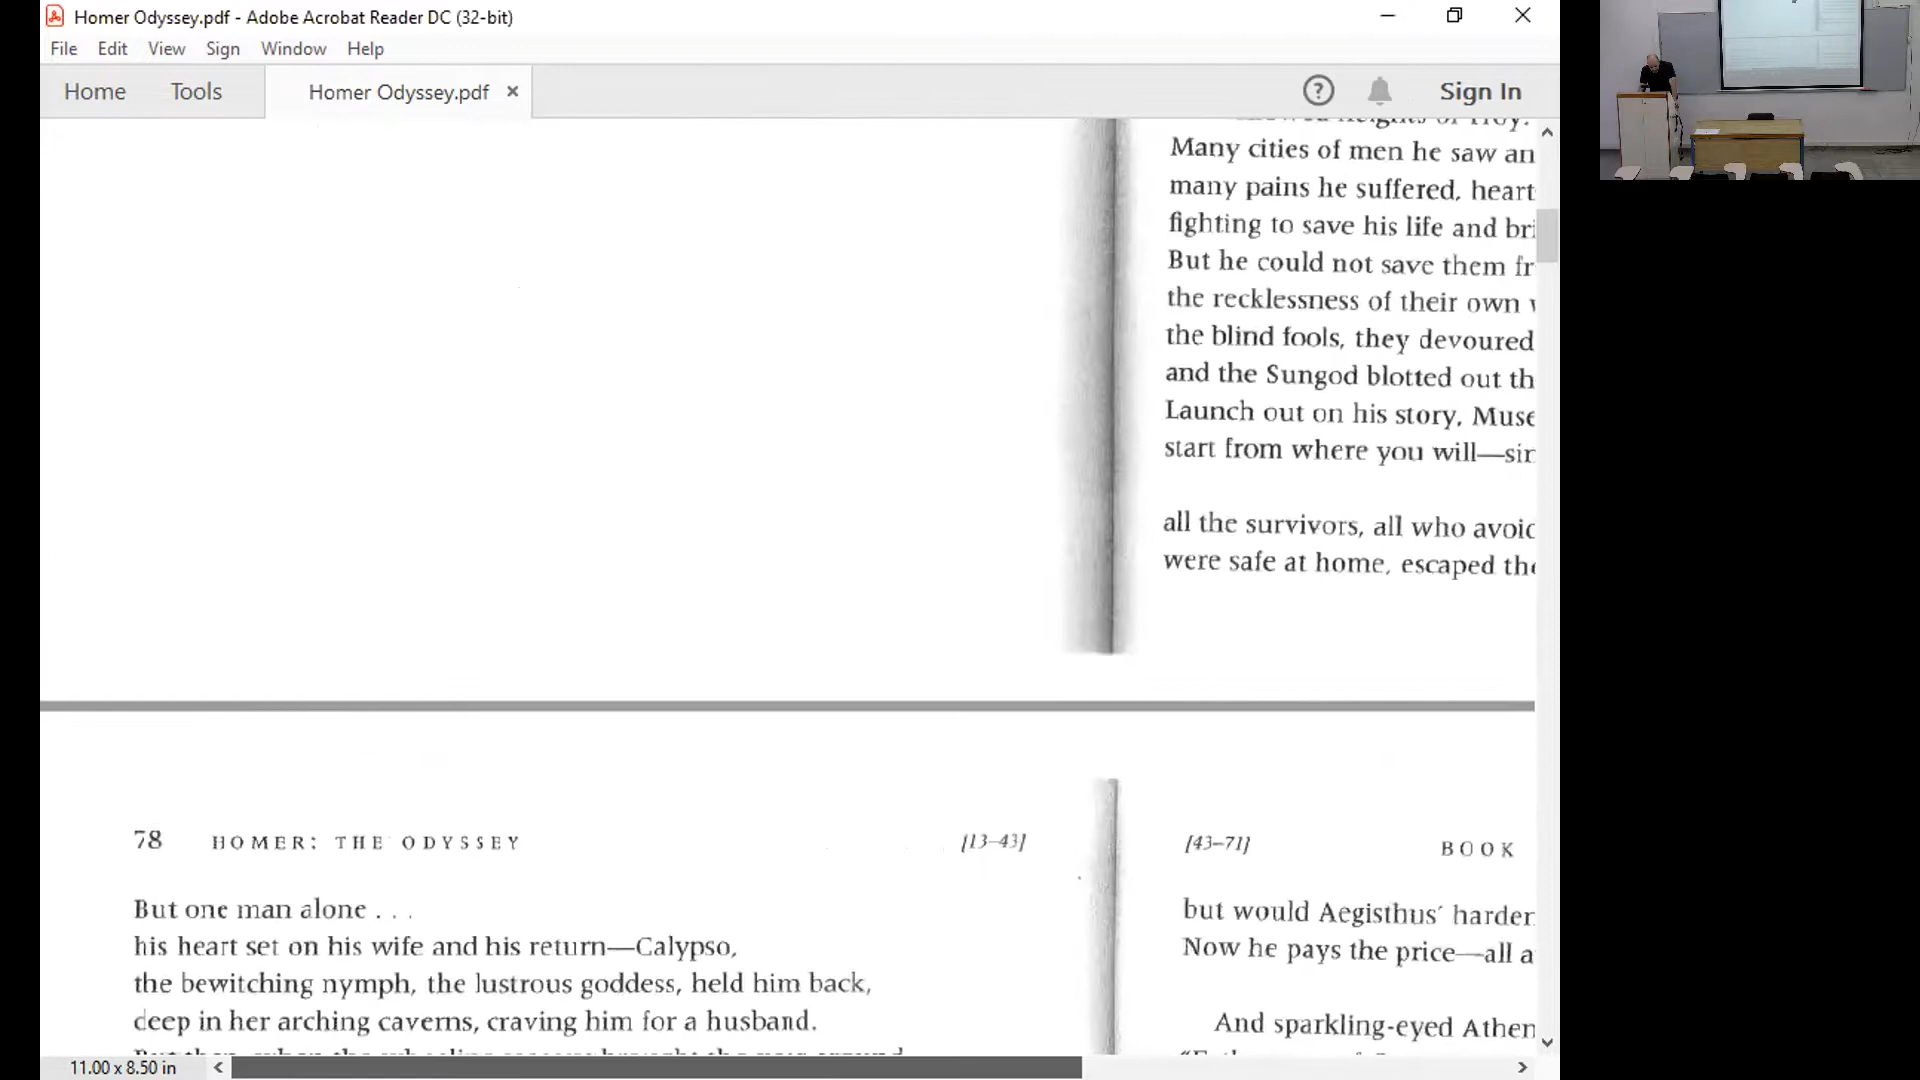 Homer Odyssey.pdf - Adobe Acrobat Reader DC (32-bit)
File Edit View Sign Window Help
Home Tools Homer Odyssey.pdf × ? Sign In
Heights of Troy.
Many cities of men he saw an
many pains he suffered, heart
fighting to save his life and bri
But he could not save them fr
the recklessness of their own
the blind fools, they devoured
and the Sungod blotted out th
Launch out on his story, Muse
start from where you will—sin
all the survivors, all who avoid
were safe at home, escaped the
78 HOMER: THE ODYSSEY [13–43]
But one man alone . . .
his heart set on his wife and his return—Calypso,
the bewitching nymph, the lustrous goddess, held him back,
deep in her arching caverns, craving him for a husband.
[43–71] BOOK
but would Aegisthus' harden
Now he pays the price—all a
And sparkling-eyed Athen
11.00 x 8.50 in